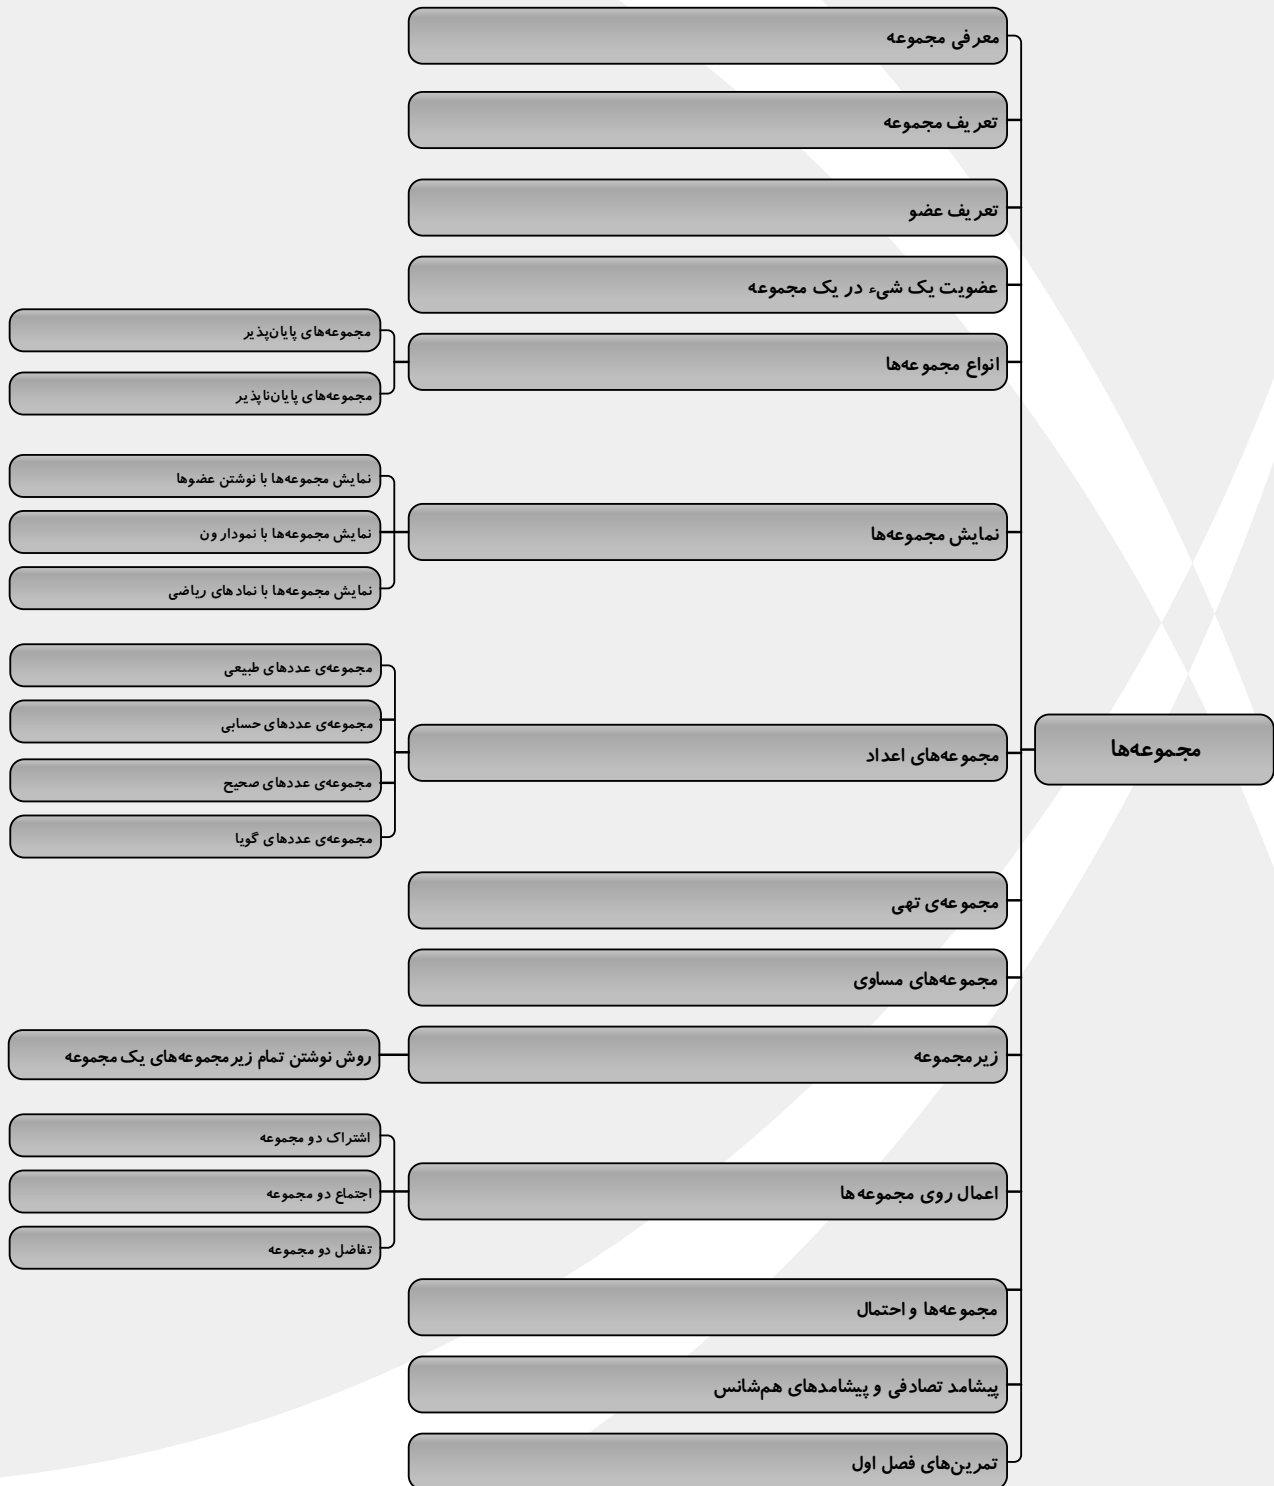 مجموعه‌ها
معرفی مجموعه
تعریف مجموعه
تعریف عضو
عضویت یک شیء در یک مجموعه
انواع مجموعه‌ها
مجموعه‌های پایان‌پذیر
مجموعه‌های پایان‌ناپذیر
نمایش مجموعه‌ها
نمایش مجموعه‌ها با نوشتن عضوها
نمایش مجموعه‌ها با نمودار ون
نمایش مجموعه‌ها با نمادهای ریاضی
مجموعه‌های اعداد
مجموعه‌ی عددهای طبیعی
مجموعه‌ی عددهای حسابی
مجموعه‌ی عددهای صحیح
مجموعه‌ی عددهای گویا
مجموعه‌ی تهی
مجموعه‌های مساوی
زیرمجموعه
روش نوشتن تمام زیرمجموعه‌های یک مجموعه
اعمال روی مجموعه‌ها
اشتراک دو مجموعه
اجتماع دو مجموعه
تفاضل دو مجموعه
مجموعه‌ها و احتمال
پیشامد تصادفی و پیشامدهای هم‌شانس
تمرین‌های فصل اول